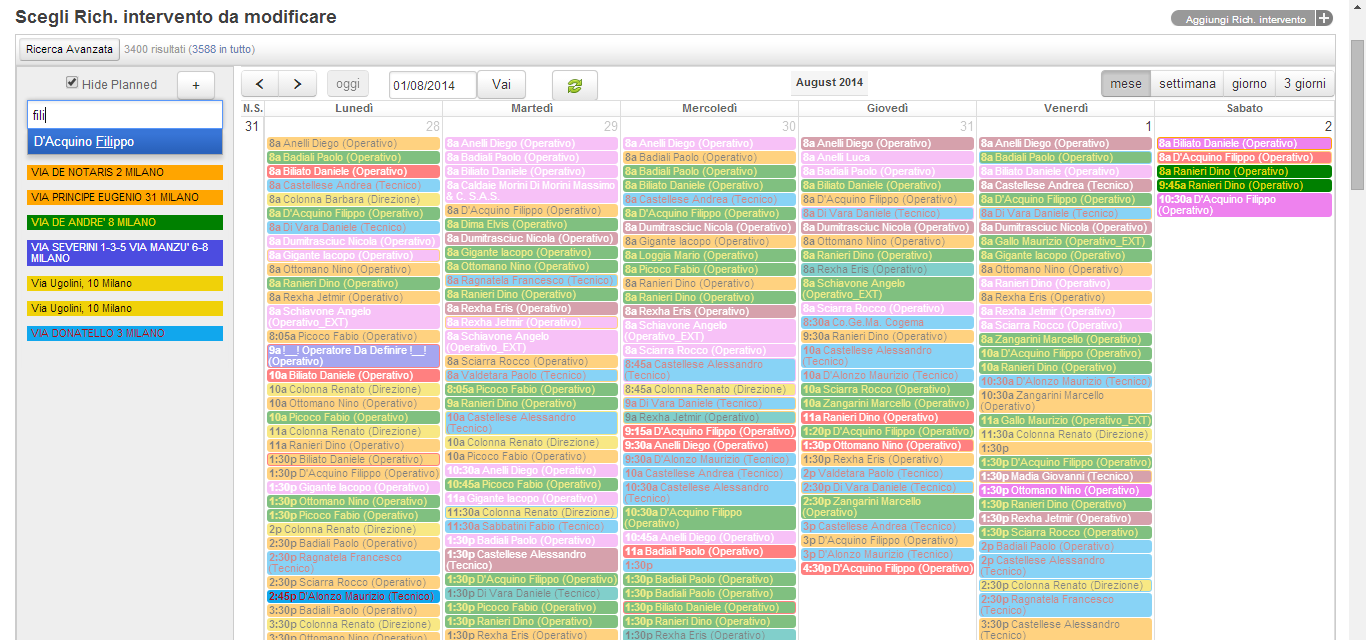 Scegli Rich. intervento da modificare
Aggiungi Rich. intervento +
Ricerca Avanzata 3400 risultati (3588 in tutto)
Hide Planned +
fili
D'Acquino Filippo
VIA DE NOTARIS 2 MILANO
VIA PRINCIPE EUGENIO 31 MILANO
VIA DE ANDRE' 8 MILANO
VIA SEVERINI 1-3-5 VIA MANZU' 6-8
MILANO
Via Ugolini, 10 Milano
Via Ugolini, 10 Milano
VIA DONATELLO 3 MILANO
< > oggi 01/08/2014 Vai August 2014 mese settimana giorno 3 giorni
N.S. Lunedì Martedì Mercoledì Giovedì Venerdì Sabato
31 28 29 30 31 1 2
8a Anelli Diego (Operativo)
8a Badiali Paolo (Operativo)
8a Biliato Daniele (Operativo)
8a Castellese Andrea (Tecnico)
8a Colonna Barbara (Direzione)
8a D'Acquino Filippo (Operativo)
8a Di Vara Daniele (Tecnico)
8a Dumitrasciuc Nicola (Operativo)
8a Gigante Iacopo (Operativo)
8a Ottomano Nino (Operativo)
8a Ranieri Dino (Operativo)
8a Rexha Jetmir (Operativo)
8a Schiavone Angelo
(Operativo_EXT)
8:05a Picoco Fabio (Operativo)
9a !__! Operatore Da Definire !__!
(Operativo)
10a Biliato Daniele (Operativo)
10a Colonna Renato (Direzione)
10a Ottomano Nino (Operativo)
10a Picoco Fabio (Operativo)
11a Colonna Renato (Direzione)
11a Ranieri Dino (Operativo)
1:30p Biliato Daniele (Operativo)
1:30p D'Acquino Filippo (Operativo)
1:30p Gigante Iacopo (Operativo)
1:30p Ottomano Nino (Operativo)
1:30p Picoco Fabio (Operativo)
2p Colonna Renato (Direzione)
2:30p Badiali Paolo (Operativo)
2:30p Ragnatela Francesco
(Tecnico)
2:30p Sciarra Rocco (Operativo)
2:45p D'Alonzo Maurizio (Tecnico)
3:30p Badiali Paolo (Operativo)
3:30p Colonna Renato (Direzione)
3:30p Ottomano Nino (Operativo)
8a Anelli Diego (Operativo)
8a Badiali Paolo (Operativo)
8a Biliato Daniele (Operativo)
8a Caldaie Morini Di Morini Massimo
& C. S.A.S.
8a D'Acquino Filippo (Operativo)
8a Dima Elvis (Operativo)
8a Dumitrasciuc Nicola (Operativo)
8a Gigante Iacopo (Operativo)
8a Ottomano Nino (Operativo)
8a Ragnatela Francesco (Tecnico)
8a Ranieri Dino (Operativo)
8a Rexha Eris (Operativo)
8a Rexha Jetmir (Operativo)
8a Schiavone Angelo
(Operativo_EXT)
8a Sciarra Rocco (Operativo)
8a Valdetara Paolo (Tecnico)
8:05a Picoco Fabio (Operativo)
9a Ranieri Dino (Operativo)
10a Castellese Alessandro
(Tecnico)
10a Colonna Renato (Direzione)
10a Picoco Fabio (Operativo)
10:30a Anelli Diego (Operativo)
10:45a Picoco Fabio (Operativo)
11a Gigante Iacopo (Operativo)
11:30a Colonna Renato (Direzione)
11:30a Sabbatini Fabio (Tecnico)
1:30p Badiali Paolo (Operativo)
1:30p Castellese Alessandro
(Tecnico)
1:30p D'Acquino Filippo (Operativo)
1:30p Di Vara Daniele (Tecnico)
1:30p Picoco Fabio (Operativo)
1:30p Ranieri Dino (Operativo)
1:30p Rexha Eris (Operativo)
8a Anelli Diego (Operativo)
8a Badiali Paolo (Operativo)
8a Badiali Paolo (Operativo)
8a Biliato Daniele (Operativo)
8a Castellese Andrea (Tecnico)
8a D'Acquino Filippo (Operativo)
8a Dumitrasciuc Nicola (Operativo)
8a Gigante Iacopo (Operativo)
8a Loggia Mario (Operativo)
8a Picoco Fabio (Operativo)
8a Ranieri Dino (Operativo)
8a Ranieri Dino (Operativo)
8a Rexha Eris (Operativo)
8a Schiavone Angelo
(Operativo_EXT)
8a Sciarra Rocco (Operativo)
8:45a Castellese Alessandro
(Tecnico)
8:45a Colonna Renato (Direzione)
9a Di Vara Daniele (Tecnico)
9a Rexha Jetmir (Operativo)
9:15a D'Acquino Filippo (Operativo)
9:30a Anelli Diego (Operativo)
9:30a D'Alonzo Maurizio (Tecnico)
10a Castellese Andrea (Tecnico)
10:30a Castellese Alessandro
(Tecnico)
10:30a D'Acquino Filippo
(Operativo)
10:45a Anelli Diego (Operativo)
11a Badiali Paolo (Operativo)
1:30p
1:30p Badiali Paolo (Operativo)
1:30p Badiali Paolo (Operativo)
1:30p Biliato Daniele (Operativo)
1:30p Ranieri Dino (Operativo)
1:30p Rexha Eris (Operativo)
8a Anelli Diego (Operativo)
8a Anelli Luca
8a Badiali Paolo (Operativo)
8a Biliato Daniele (Operativo)
8a D'Acquino Filippo (Operativo)
8a Di Vara Daniele (Tecnico)
8a Dumitrasciuc Nicola (Operativo)
8a Ottomano Nino (Operativo)
8a Ranieri Dino (Operativo)
8a Rexha Eris (Operativo)
8a Schiavone Angelo
(Operativo_EXT)
8a Sciarra Rocco (Operativo)
8:30a Co.Ge.Ma. Cogema
9:30a Ranieri Dino (Operativo)
10a Castellese Alessandro
(Tecnico)
10a D'Alonzo Maurizio (Tecnico)
10a Sciarra Rocco (Operativo)
10a Zangarini Marcello (Operativo)
11a Ranieri Dino (Operativo)
1:20p D'Acquino Filippo (Operativo)
1:30p Ottomano Nino (Operativo)
1:30p Rexha Eris (Operativo)
2p Valdetara Paolo (Tecnico)
2:30p Di Vara Daniele (Tecnico)
2:30p Zangarini Marcello
(Operativo)
3p Castellese Andrea (Tecnico)
3p D'Acquino Filippo (Operativo)
3p D'Alonzo Maurizio (Tecnico)
4:30p D'Acquino Filippo (Operativo)
8a Anelli Diego (Operativo)
8a Badiali Paolo (Operativo)
8a Biliato Daniele (Operativo)
8a Castellese Andrea (Tecnico)
8a D'Acquino Filippo (Operativo)
8a Di Vara Daniele (Tecnico)
8a Dumitrasciuc Nicola (Operativo)
8a Gallo Maurizio (Operativo_EXT)
8a Gigante Iacopo (Operativo)
8a Ottomano Nino (Operativo)
8a Ranieri Dino (Operativo)
8a Rexha Eris (Operativo)
8a Rexha Jetmir (Operativo)
8a Sciarra Rocco (Operativo)
8a Zangarini Marcello (Operativo)
10a D'Acquino Filippo (Operativo)
10a Ranieri Dino (Operativo)
10:30a D'Alonzo Maurizio (Tecnico)
10:30a Zangarini Marcello
(Operativo)
11a Gallo Maurizio (Operativo_EXT)
11:30a Colonna Renato (Direzione)
1:30p
1:30p D'Acquino Filippo (Operativo)
1:30p Madia Giovanni (Tecnico)
1:30p Ottomano Nino (Operativo)
1:30p Ranieri Dino (Operativo)
1:30p Rexha Jetmir (Operativo)
1:30p Sciarra Rocco (Operativo)
2p Badiali Paolo (Operativo)
2p Castellese Alessandro
(Tecnico)
2:30p Colonna Renato (Direzione)
2:30p Ragnatela Francesco
(Tecnico)
3:30p Castellese Alessandro
(Tecnico)
8a Biliato Daniele (Operativo)
8a D'Acquino Filippo (Operativo)
8a Ranieri Dino (Operativo)
9:45a Ranieri Dino (Operativo)
10:30a D'Acquino Filippo
(Operativo)